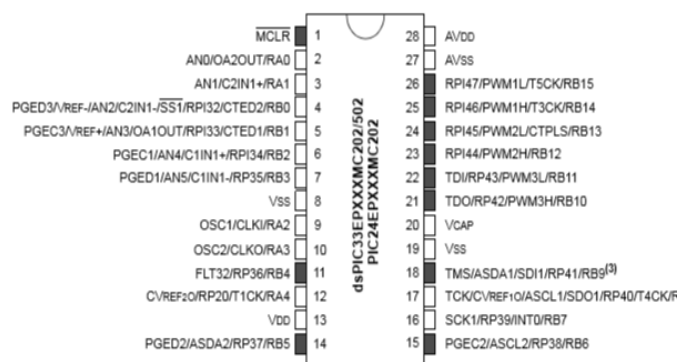 MCLR 1
AN0/OA2OUT/RA0 2
AN1/C2IN1+/RA1 3
PGED3/VREF-/AN2/C2IN1-/SS1/RPI32/CTED2/RB0 4
PGEC3/VREF+/AN3/OA1OUT/RPI33/CTED1/RB1 5
PGEC1/AN4/C1IN1+/RPI34/RB2 6
PGED1/AN5/C1IN1-/RP35/RB3 7
VSS 8
OSC1/CLKI/RA2 9
OSC2/CLKO/RA3 10
FLT32/RP36/RB4 11
CVREF2O/RP20/T1CK/RA4 12
VDD 13
PGED2/ASDA2/RP37/RB5 14
dsPIC33EPXXXMC202/502
PIC24EPXXXMC202
28 AVDD
27 AVSS
26 RPI47/PWM1L/T5CK/RB15
25 RPI46/PWM1H/T3CK/RB14
24 RPI45/PWM2L/CTPLS/RB13
23 RPI44/PWM2H/RB12
22 TDI/RP43/PWM3L/RB11
21 TDO/RP42/PWM3H/RB10
20 VCAP
19 VSS
18 TMS/ASDA1/SDI1/RP41/RB9(3)
17 TCK/CVREF1O/ASCL1/SDO1/RP40/T4CK/R
16 SCK1/RP39/INT0/RB7
15 PGEC2/ASCL2/RP38/RB6